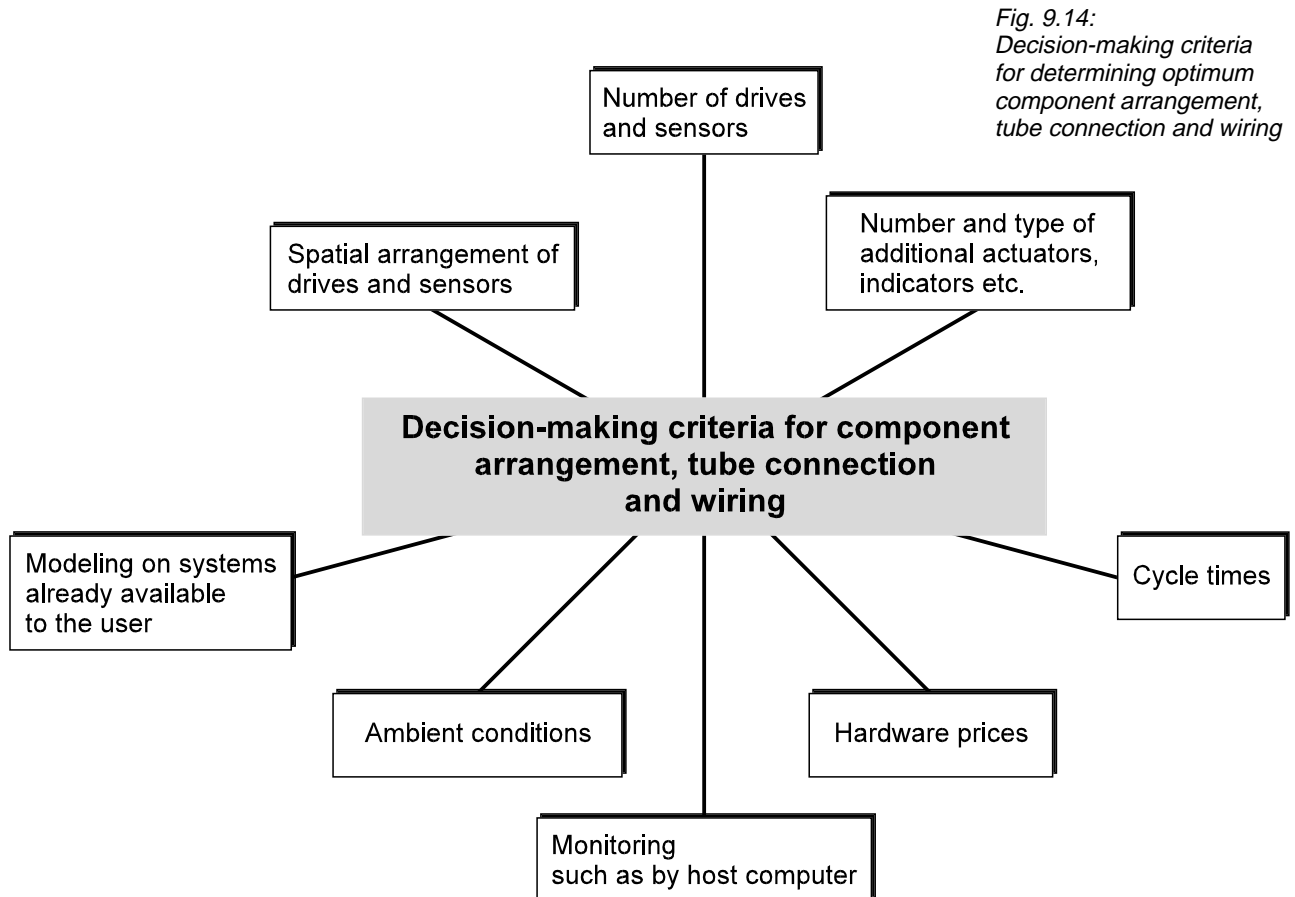 Fig. 9.14:
Decision-making criteria
for determining optimum
component arrangement,
tube connection and wiring
Number of drives
and sensors
Spatial arrangement of
drives and sensors
Number and type of
additional actuators,
indicators etc.
Decision-making criteria for component
arrangement, tube connection
and wiring
Modeling on systems
already available
to the user
Cycle times
Ambient conditions
Hardware prices
Monitoring
such as by host computer